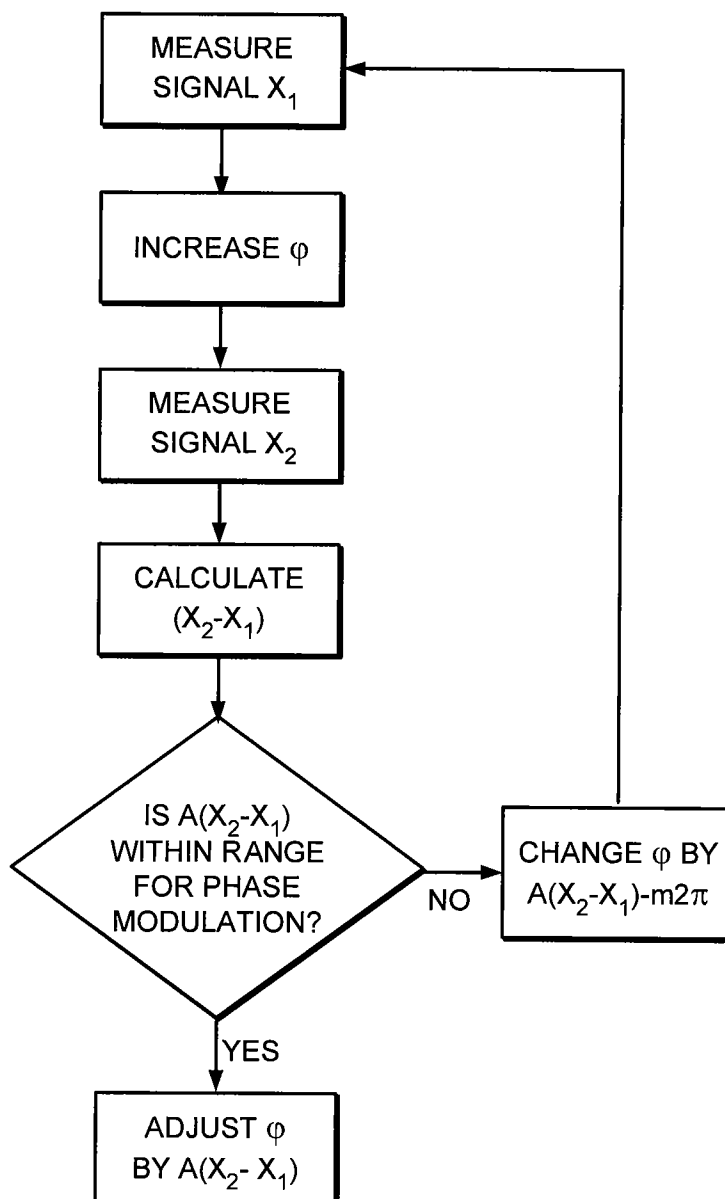 MEASURE
SIGNAL X₁
INCREASE φ
MEASURE
SIGNAL X₂
CALCULATE
(X₂-X₁)
IS A(X₂-X₁)
WITHIN RANGE
FOR PHASE
MODULATION?
NO
CHANGE φ BY
A(X₂-X₁)-m2π
YES
ADJUST φ
BY A(X₂- X₁)